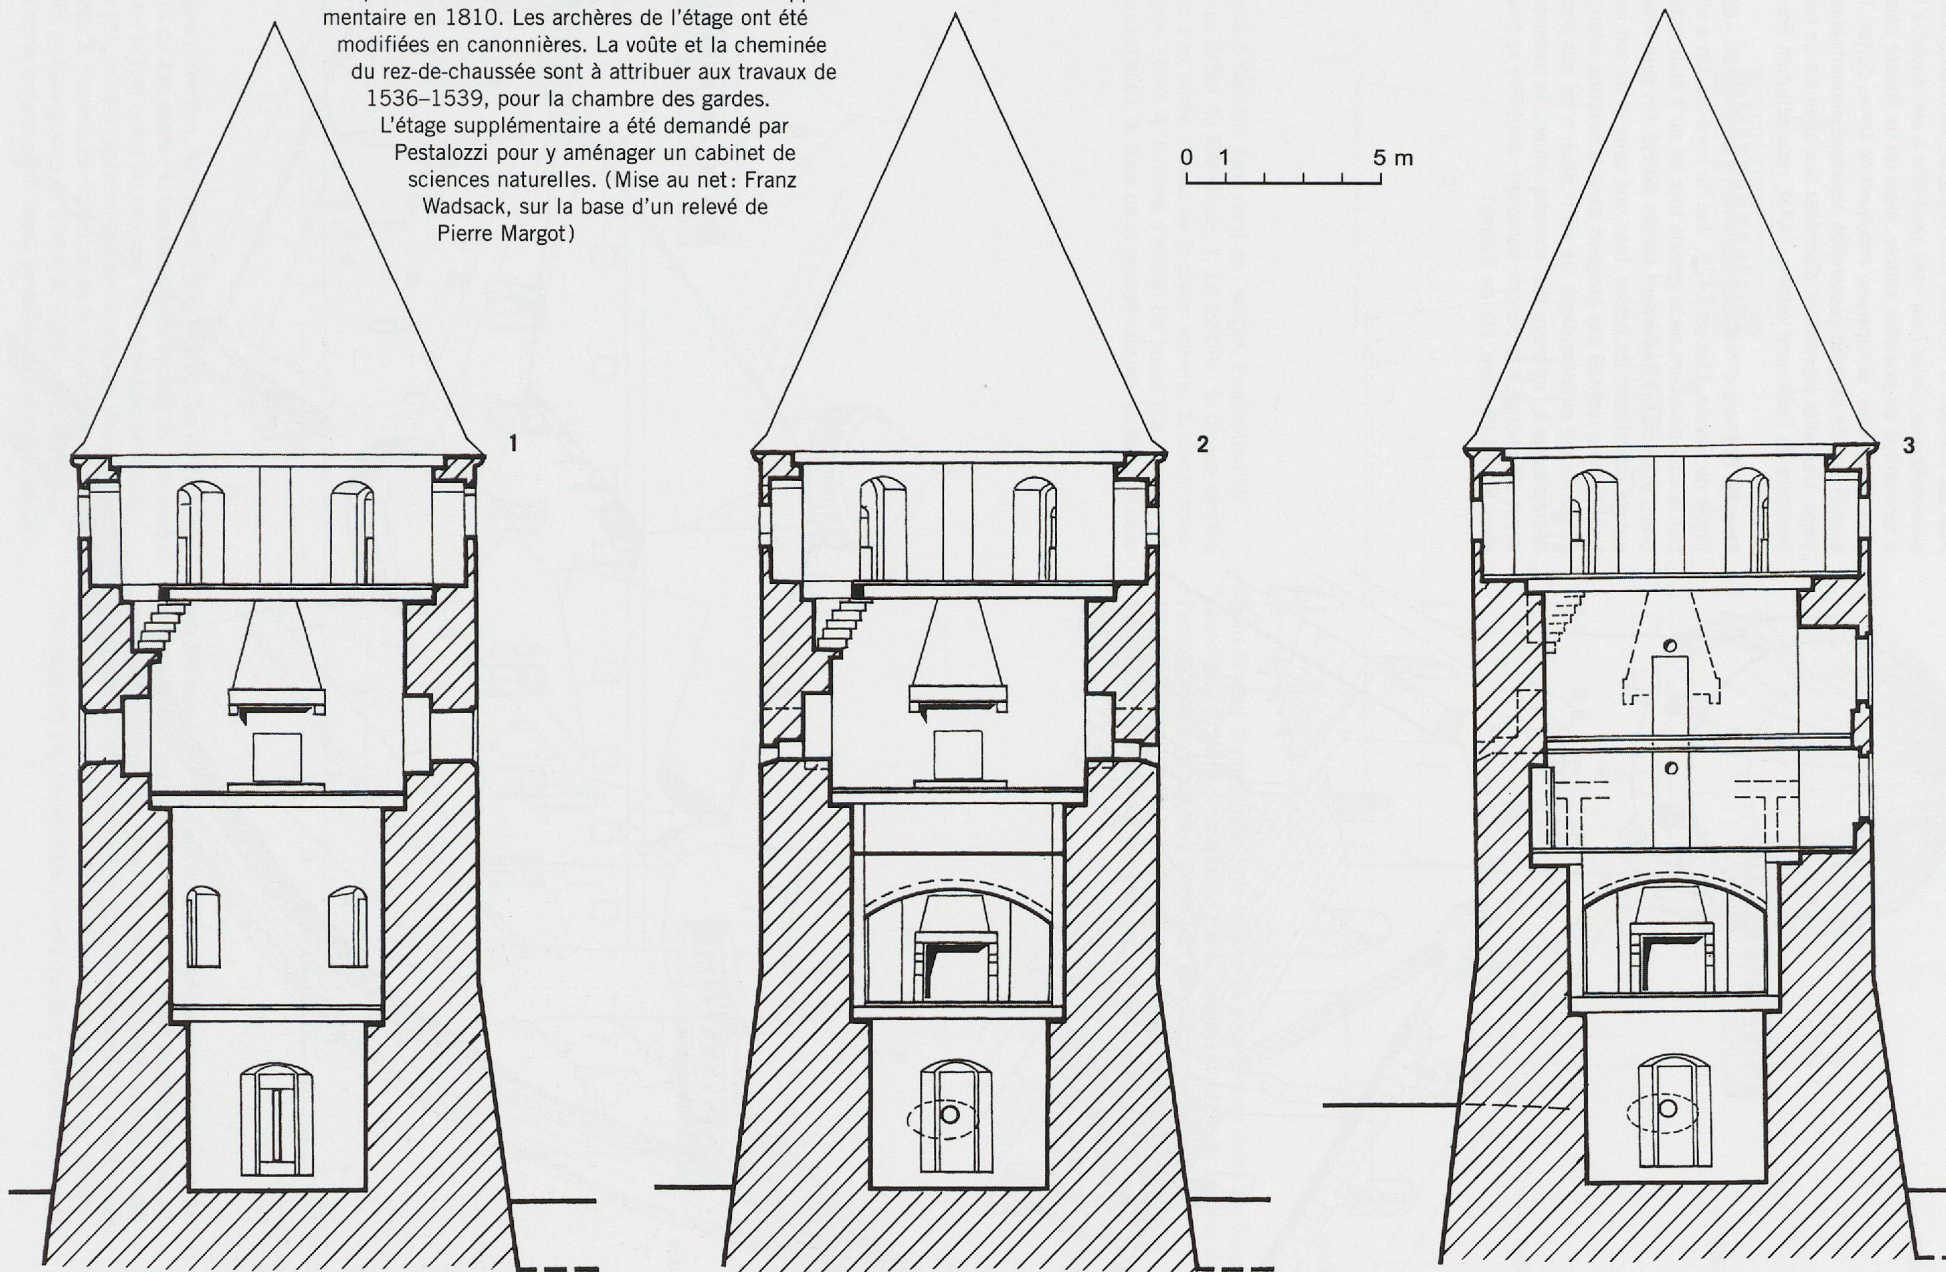 mentaire en 1810. Les archères de l'étage ont été
modifiées en canonnières. La voûte et la cheminée
du rez-de-chaussée sont à attribuer aux travaux de
1536–1539, pour la chambre des gardes.
L'étage supplémentaire a été demandé par
Pestalozzi pour y aménager un cabinet de
sciences naturelles. (Mise au net: Franz
Wadsack, sur la base d'un relevé de
Pierre Margot)
0 1 5 m
1
2
3